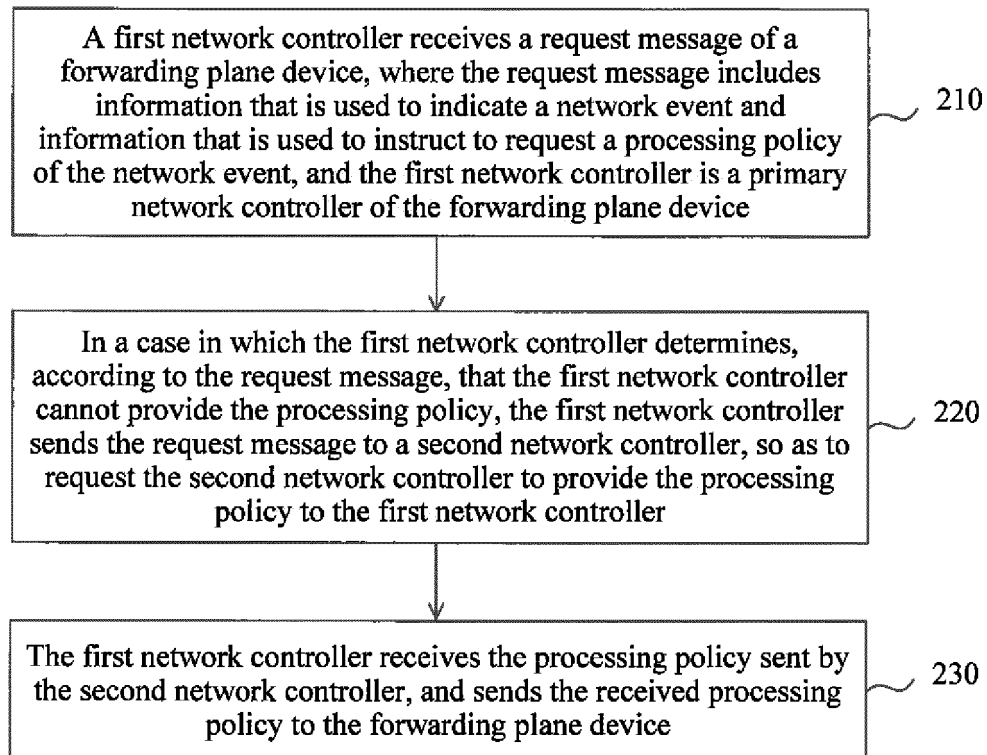 A first network controller receives a request message of a
forwarding plane device, where the request message includes
information that is used to indicate a network event and
information that is used to instruct to request a processing policy
of the network event, and the first network controller is a primary
network controller of the forwarding plane device
210
In a case in which the first network controller determines,
according to the request message, that the first network controller
cannot provide the processing policy, the first network controller
sends the request message to a second network controller, so as to
request the second network controller to provide the processing
policy to the first network controller
220
The first network controller receives the processing policy sent by
the second network controller, and sends the received processing
policy to the forwarding plane device
230